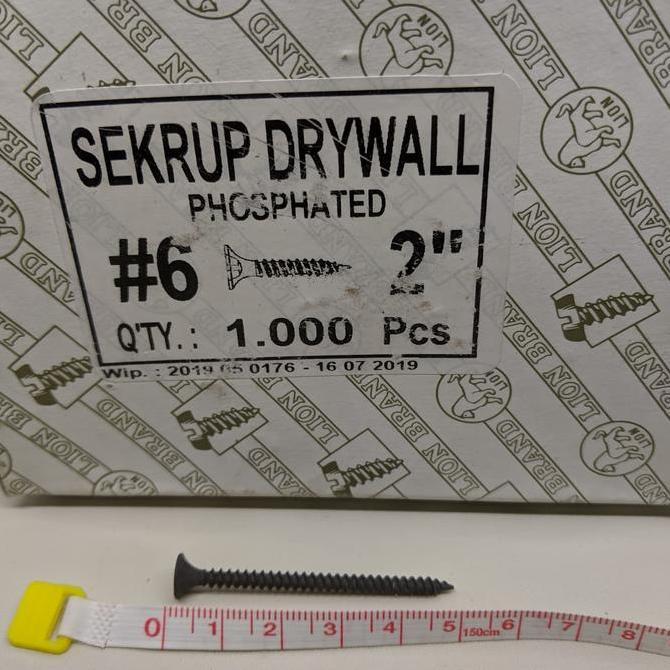 LION BRAND
LION
SEKRUP DRYWALL
PHOSPHATED
#6 2"
Q'TY.: 1.000 Pcs
Wip. : 2019 05 0176 - 16 07 2019
0 1 2 3 4 5 150cm 6 7 8